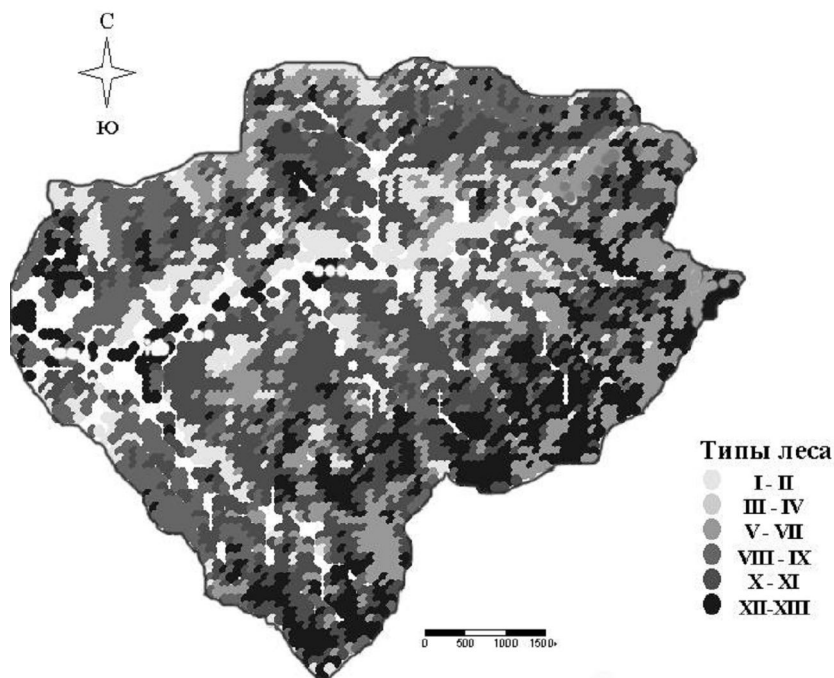 С
Ю
Типы леса
I - II
III - IV
V - VII
VIII - IX
X - XI
XII-XIII
0 500 1000 1500